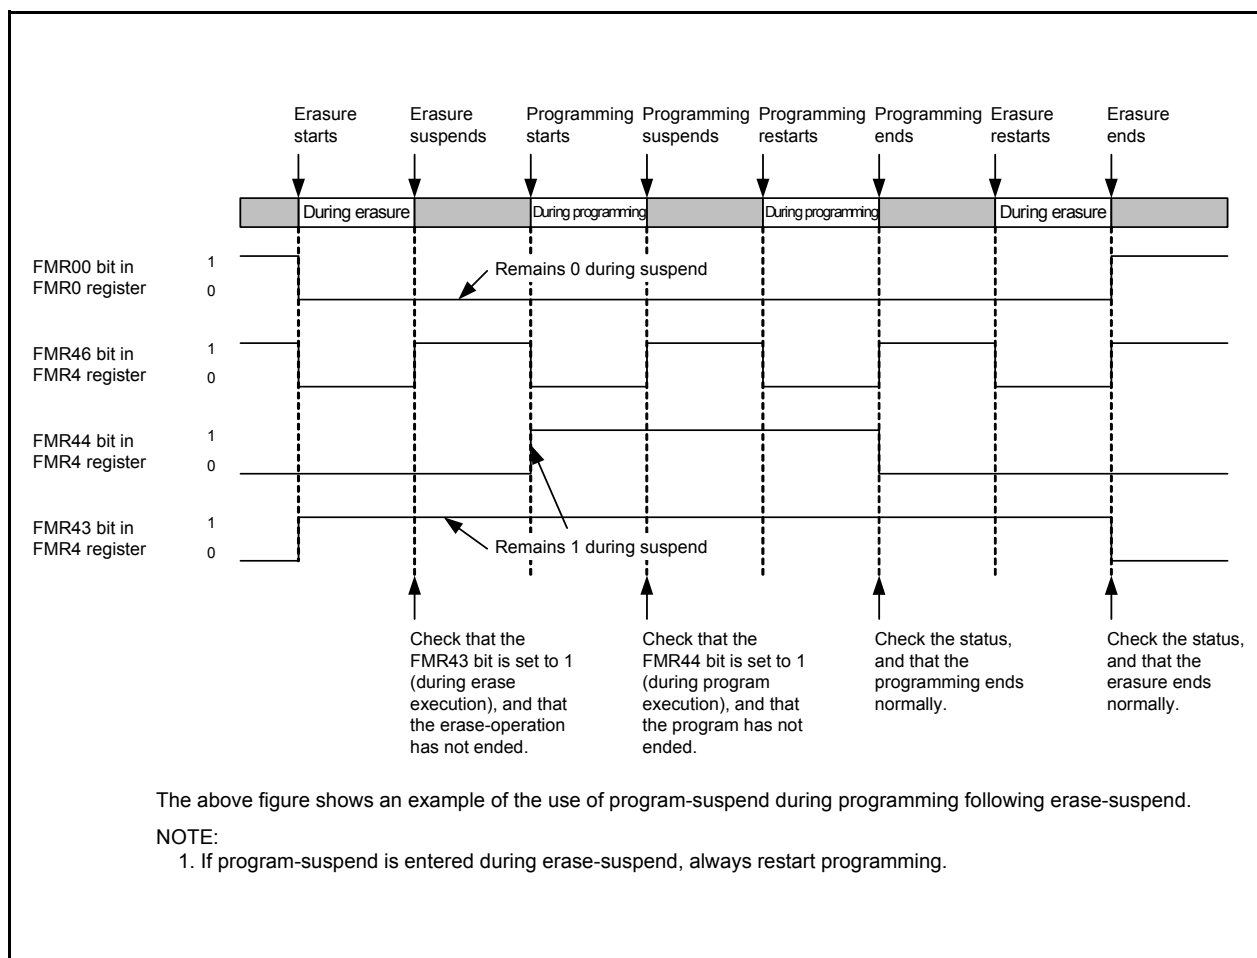 Erasure starts
Erasure suspends
Programming starts
Programming suspends
Programming restarts
Programming ends
Erasure restarts
Erasure ends
During erasure
During programming
During programming
During erasure
FMR00 bit in
FMR0 register
1
0
Remains 0 during suspend
FMR46 bit in
FMR4 register
1
0
FMR44 bit in
FMR4 register
1
0
FMR43 bit in
FMR4 register
1
0
Remains 1 during suspend
Check that the
FMR43 bit is set to 1
(during erase
execution), and that
the erase-operation
has not ended.
Check that the
FMR44 bit is set to 1
(during program
execution), and that
the program has not
ended.
Check the status,
and that the
programming ends
normally.
Check the status,
and that the
erasure ends
normally.
The above figure shows an example of the use of program-suspend during programming following erase-suspend.
NOTE:
1. If program-suspend is entered during erase-suspend, always restart programming.